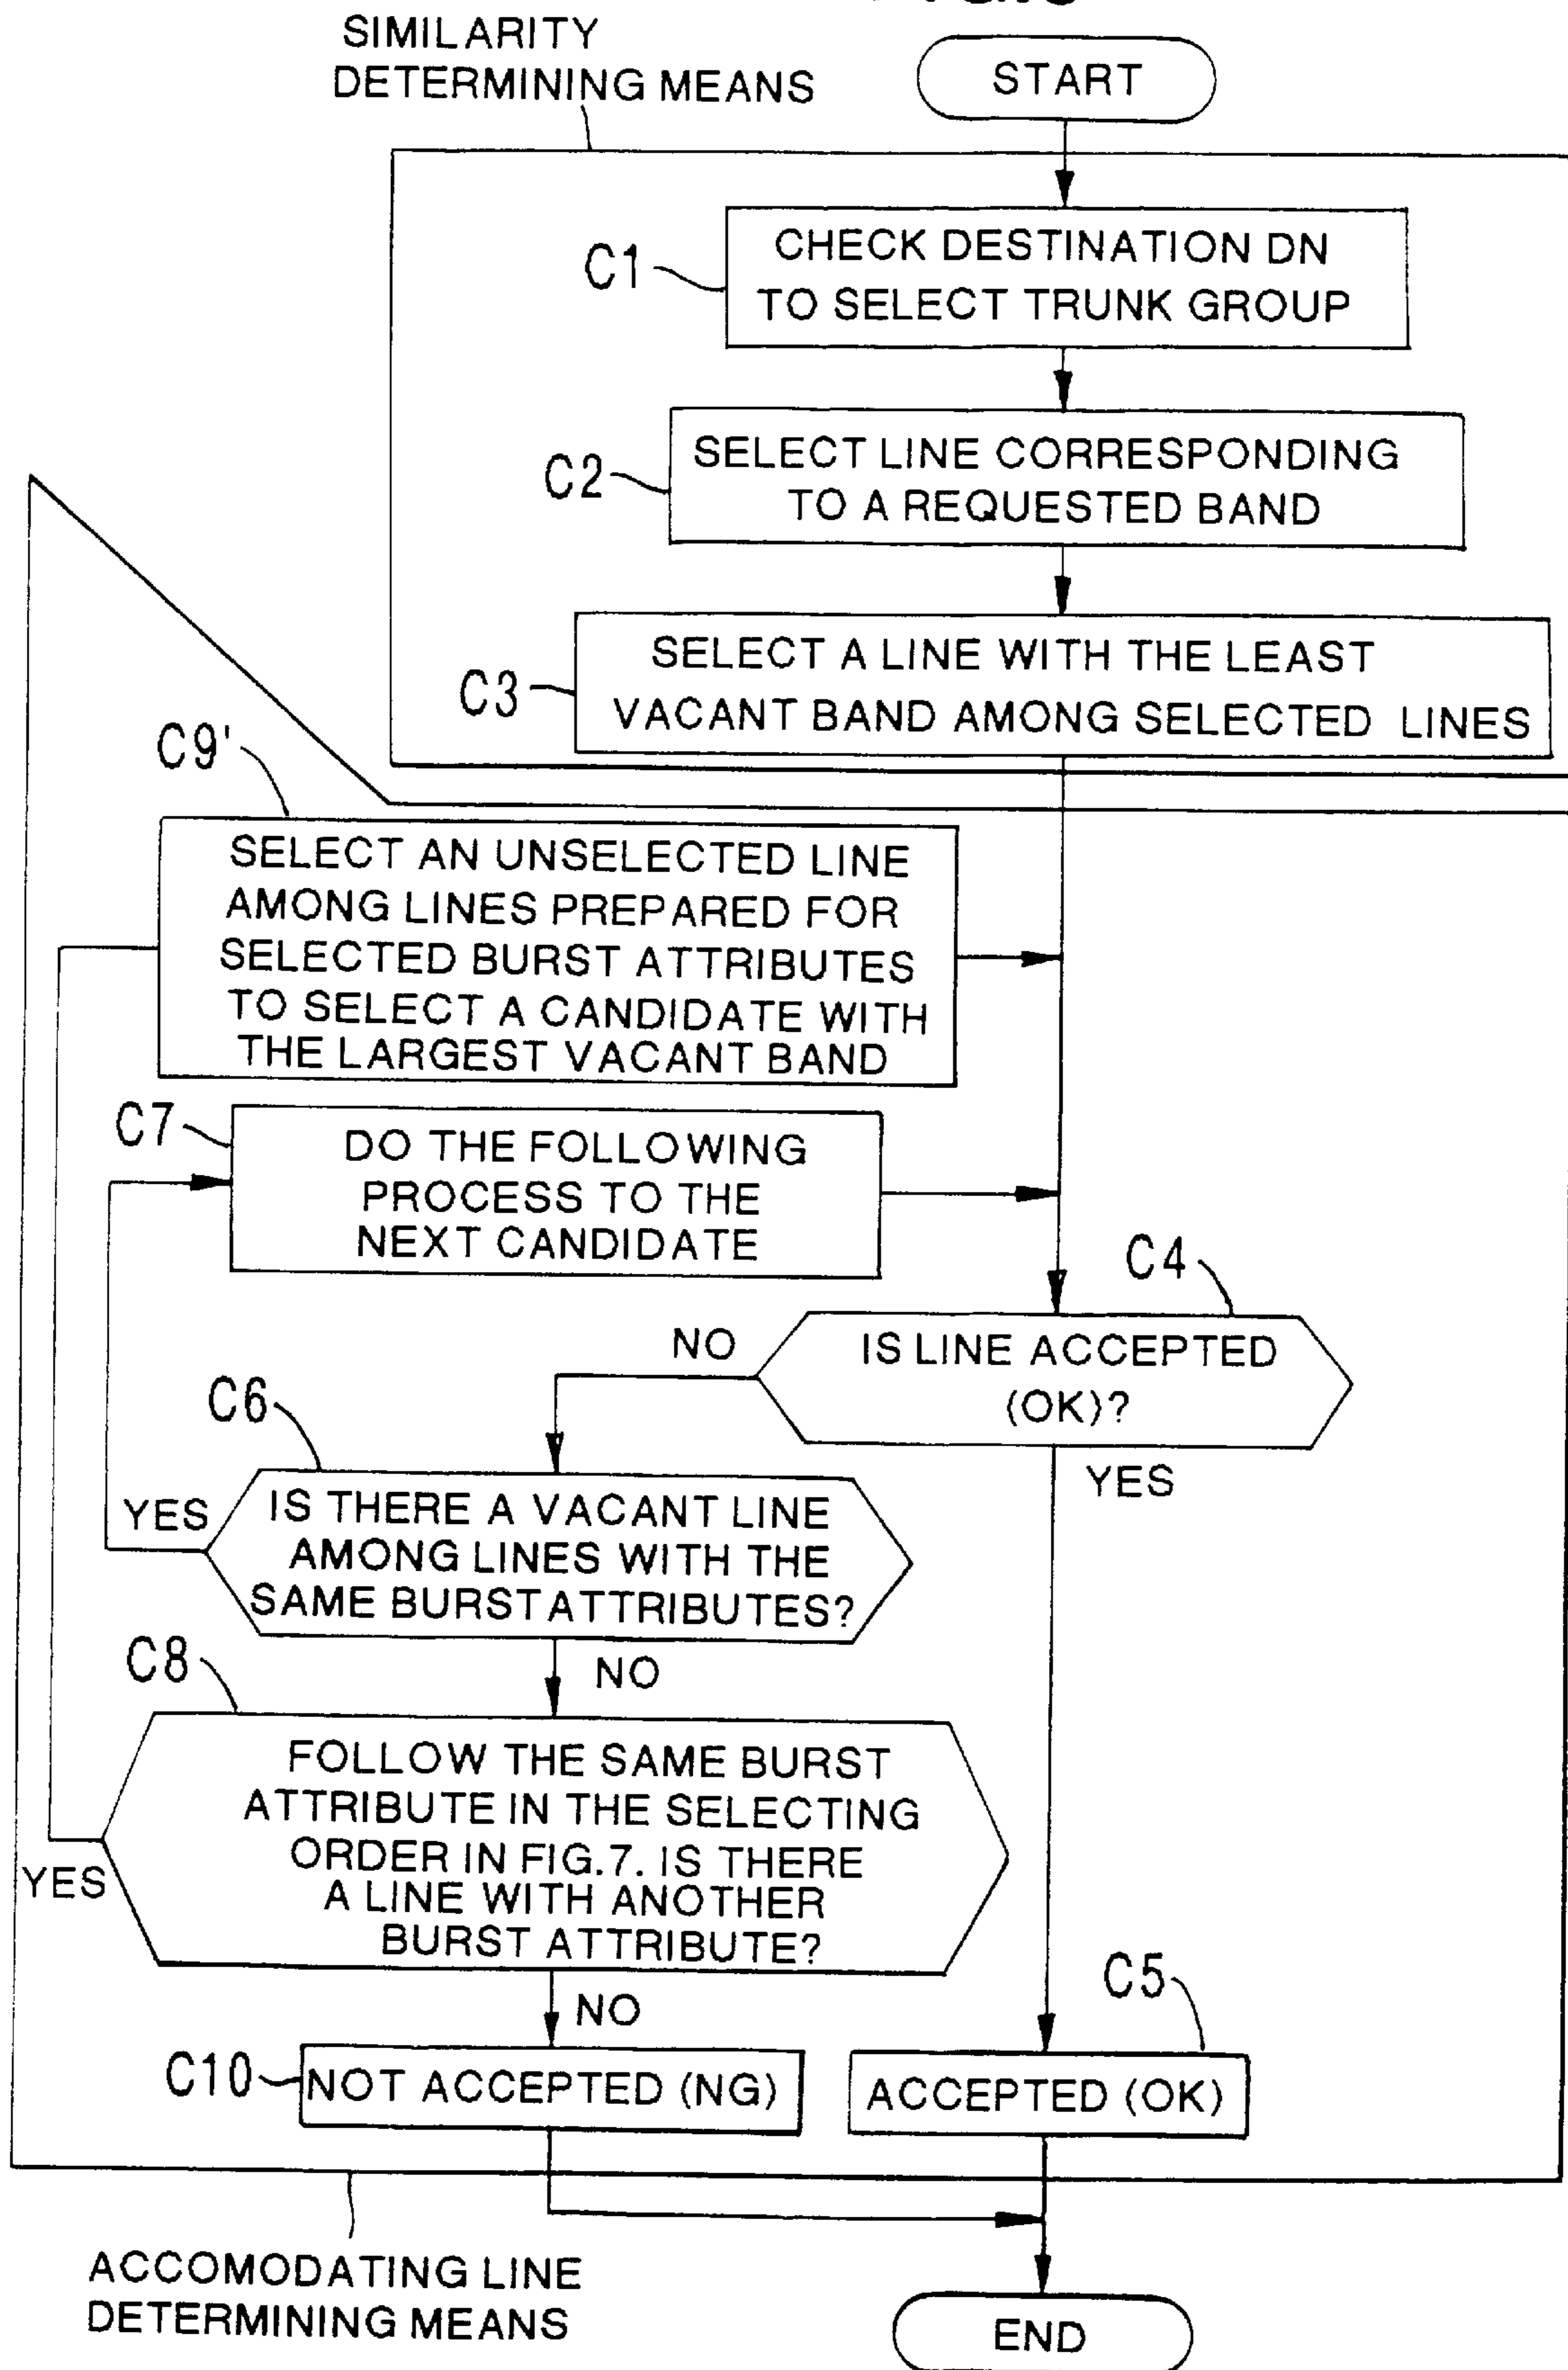 SIMILARITY
DETERMINING MEANS
START
C1
CHECK DESTINATION DN
TO SELECT TRUNK GROUP
C2
SELECT LINE CORRESPONDING
TO A REQUESTED BAND
C3
SELECT A LINE WITH THE LEAST
VACANT BAND AMONG SELECTED LINES
C9'
SELECT AN UNSELECTED LINE
AMONG LINES PREPARED FOR
SELECTED BURST ATTRIBUTES
TO SELECT A CANDIDATE WITH
THE LARGEST VACANT BAND
C7
DO THE FOLLOWING
PROCESS TO THE
NEXT CANDIDATE
C4
NO
IS LINE ACCEPTED
(OK)?
YES
C6
YES
IS THERE A VACANT LINE
AMONG LINES WITH THE
SAME BURST ATTRIBUTES?
NO
C8
FOLLOW THE SAME BURST
ATTRIBUTE IN THE SELECTING
ORDER IN FIG.7. IS THERE
A LINE WITH ANOTHER
BURST ATTRIBUTE?
YES
NO
C5
C10
NOT ACCEPTED (NG)
ACCEPTED (OK)
ACCOMODATING LINE
DETERMINING MEANS
END